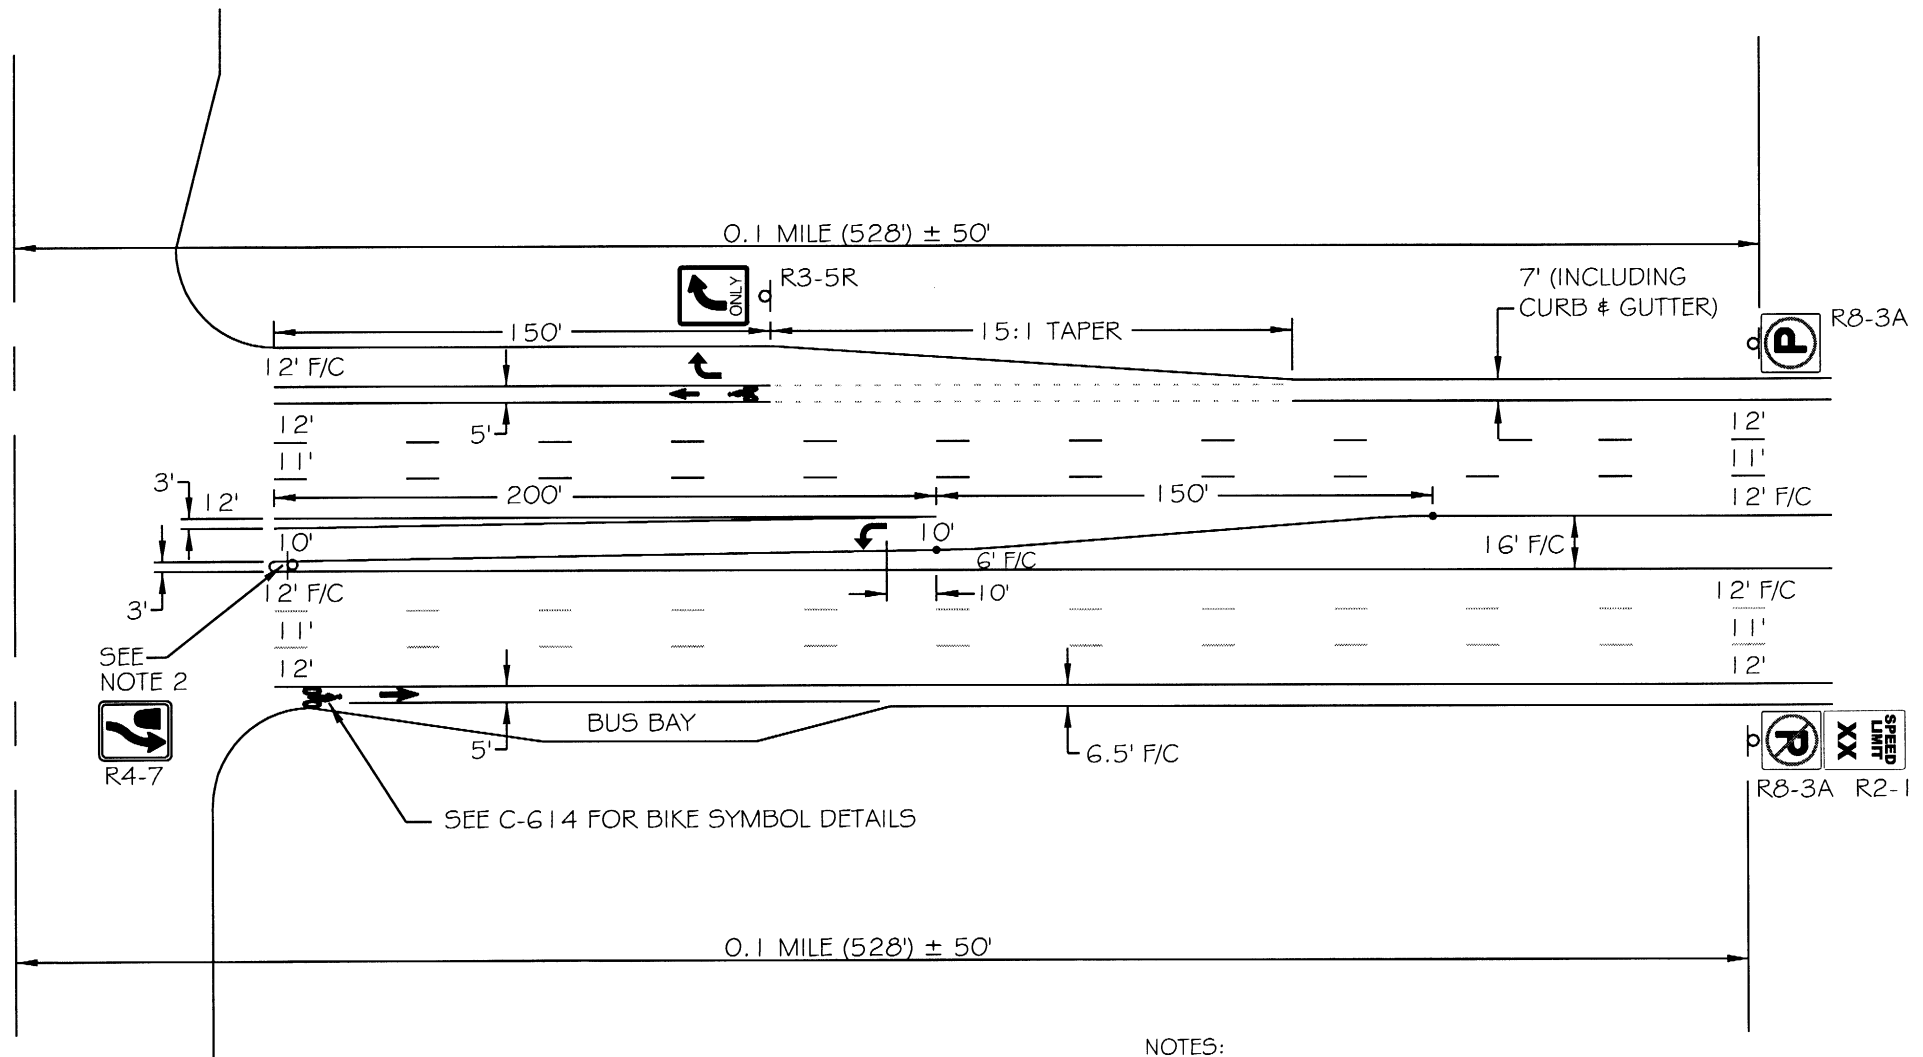 0.1 MILE (528') ± 50'
ONLY
R3-5R
7' (INCLUDING
CURB & GUTTER)
P
R8-3A
150'
15:1 TAPER
12' F/C
5'
12'
11'
12'
11'
12' F/C
3'
12'
200'
150'
10'
10'
6' F/C
16' F/C
10'
3'
12' F/C
11'
12'
12' F/C
11'
12'
SEE
NOTE 2
R4-7
BUS BAY
5'
6.5' F/C
P
SPEED
LIMIT
XX
R8-3A R2-1
SEE C-614 FOR BIKE SYMBOL DETAILS
0.1 MILE (528') ± 50'
NOTES: